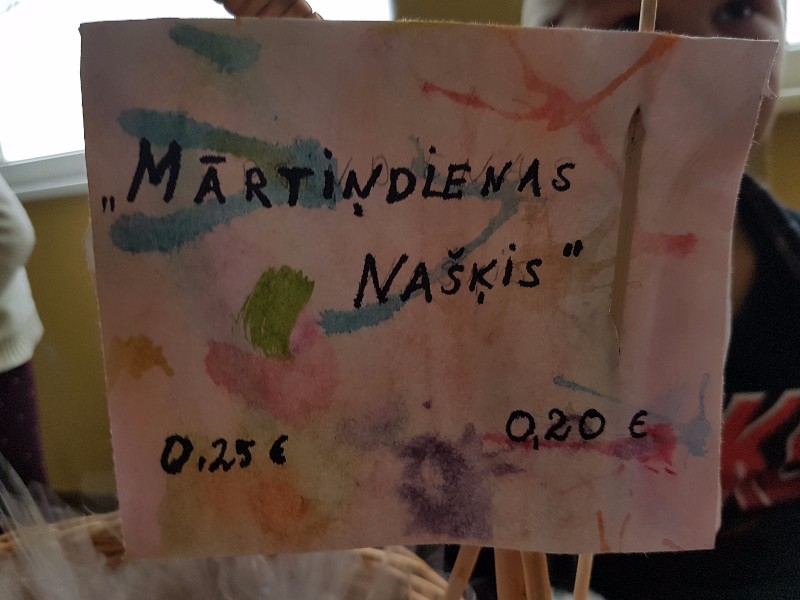 „Mārtiņdienas
Našķis"
0,25 €
0,20 €